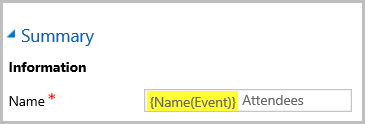 Summary
Information
Name * {Name(Event)} Attendees